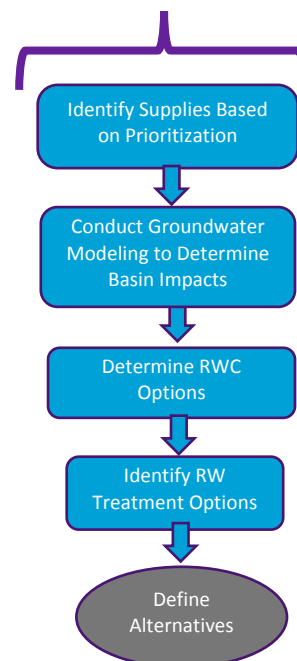 Identify Supplies Based
on Prioritization
Conduct Groundwater
Modeling to Determine
Basin Impacts
Determine RWC
Options
Identify RW
Treatment Options
Define
Alternatives